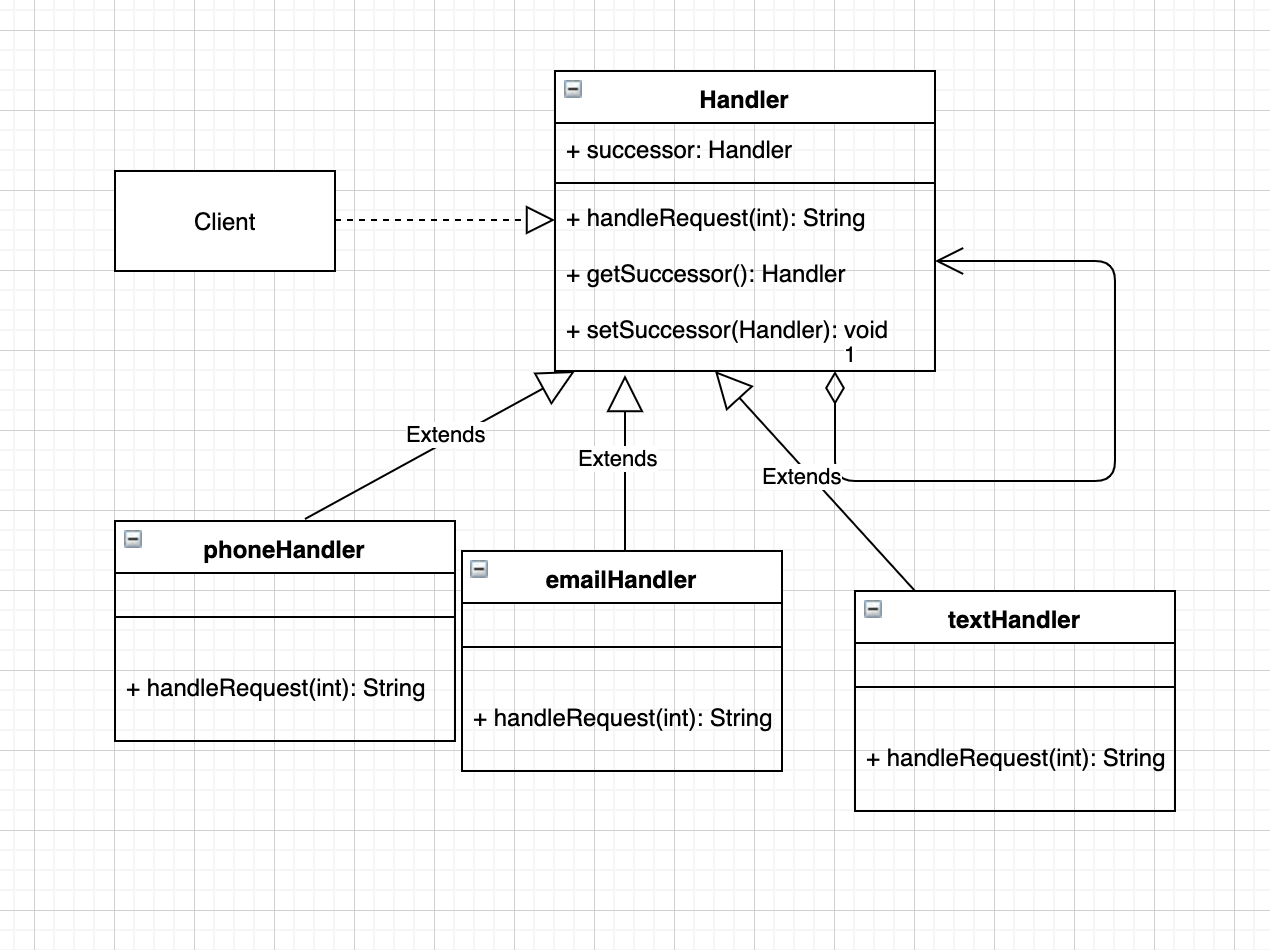 Handler
+ successor: Handler
Client
+ handleRequest(int): String
+ getSuccessor(): Handler
+ setSuccessor(Handler): void
1
Extends
Extends
Extends
phoneHandler
+ handleRequest(int): String
emailHandler
+ handleRequest(int): String
textHandler
+ handleRequest(int): String